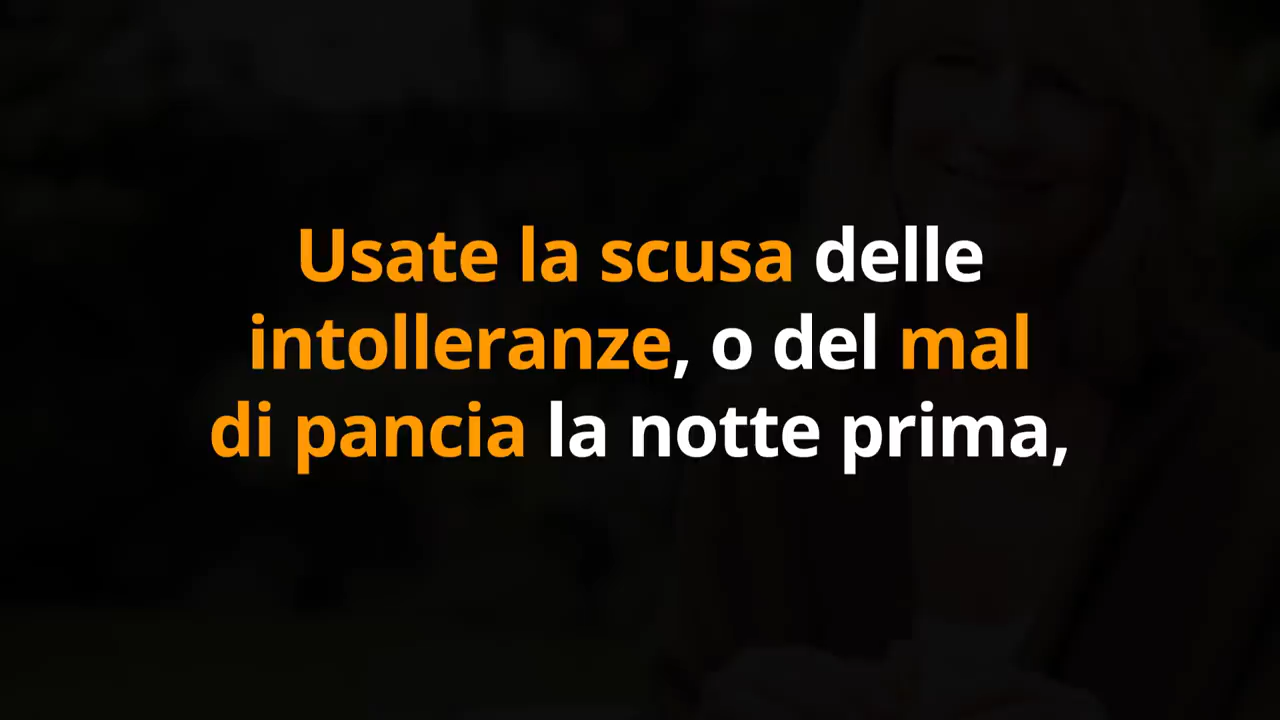 Usate la scusa delle
intolleranze, o del mal
di pancia la notte prima,